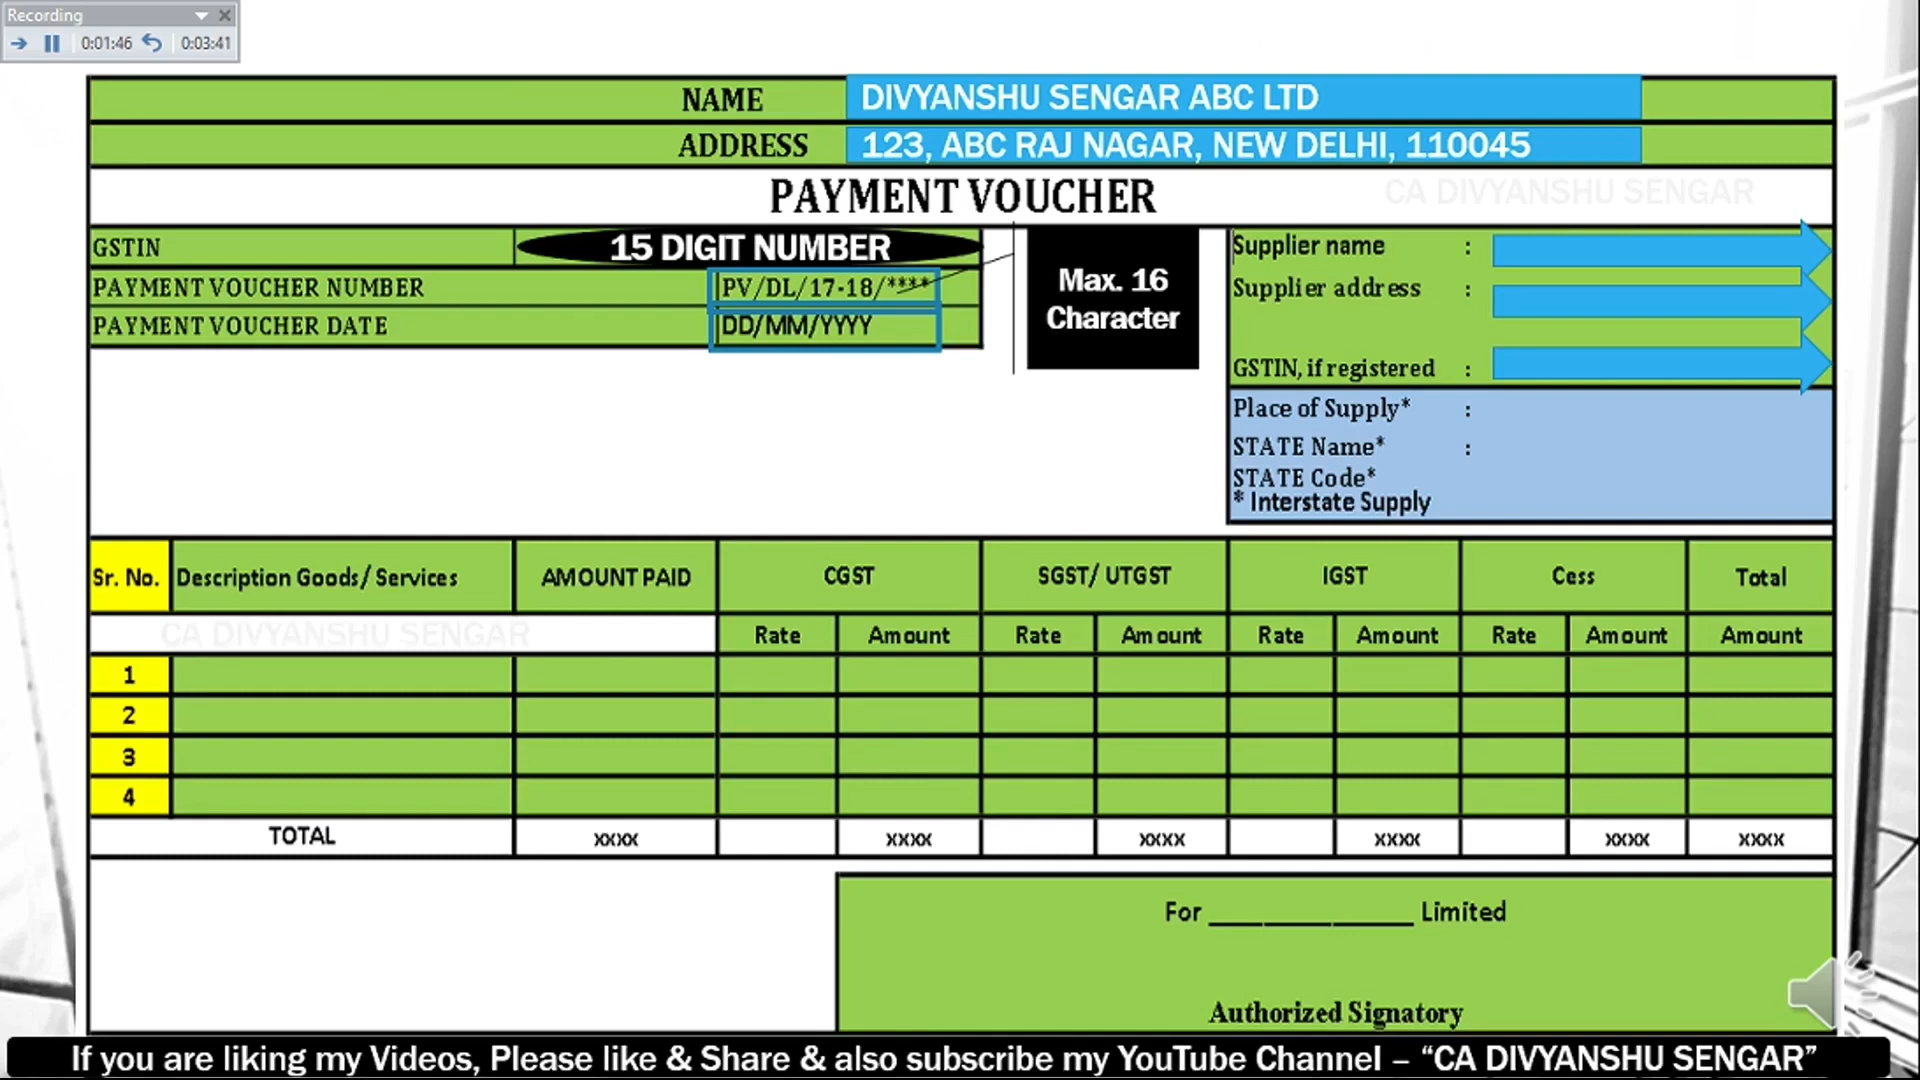 Recording
0:01:46 0:03:41
NAME DIVYANSHU SENGAR ABC LTD
ADDRESS 123, ABC RAJ NAGAR, NEW DELHI, 110045
PAYMENT VOUCHER CA DIVYANSHU SENGAR
GSTIN 15 DIGIT NUMBER
PAYMENT VOUCHER NUMBER PV/DL/17-18/****
PAYMENT VOUCHER DATE DD/MM/YYYY
Max. 16
Character
Supplier name :
Supplier address :
GSTIN, if registered :
Place of Supply* :
STATE Name* :
STATE Code*
* Interstate Supply
Sr. No. Description Goods/ Services AMOUNT PAID CGST SGST/ UTGST IGST Cess Total
CA DIVYANSHU SENGAR Rate Amount Rate Amount Rate Amount Rate Amount Amount
1
2
3
4
TOTAL xxxx xxxx xxxx xxxx xxxx xxxx
For ______________ Limited
Authorized Signatory
If you are liking my Videos, Please like & Share & also subscribe my YouTube Channel – “CA DIVYANSHU SENGAR”